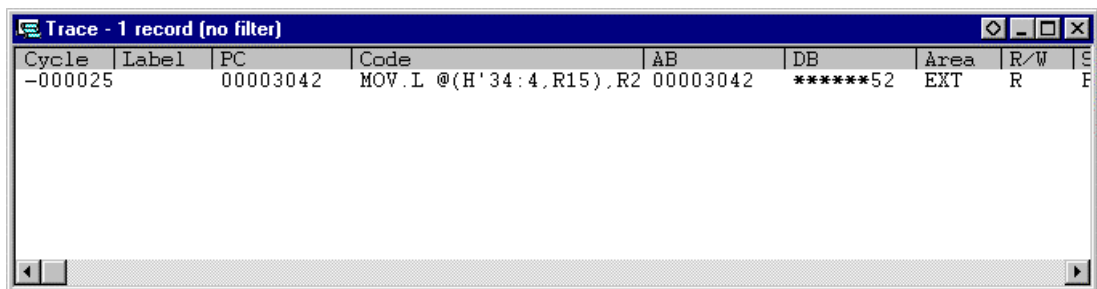 Trace - 1 record (no filter)
Cycle Label PC Code AB DB Area R/W
-000025 00003042 MOV.L @(H'34:4,R15),R2 00003042 ******52 EXT R